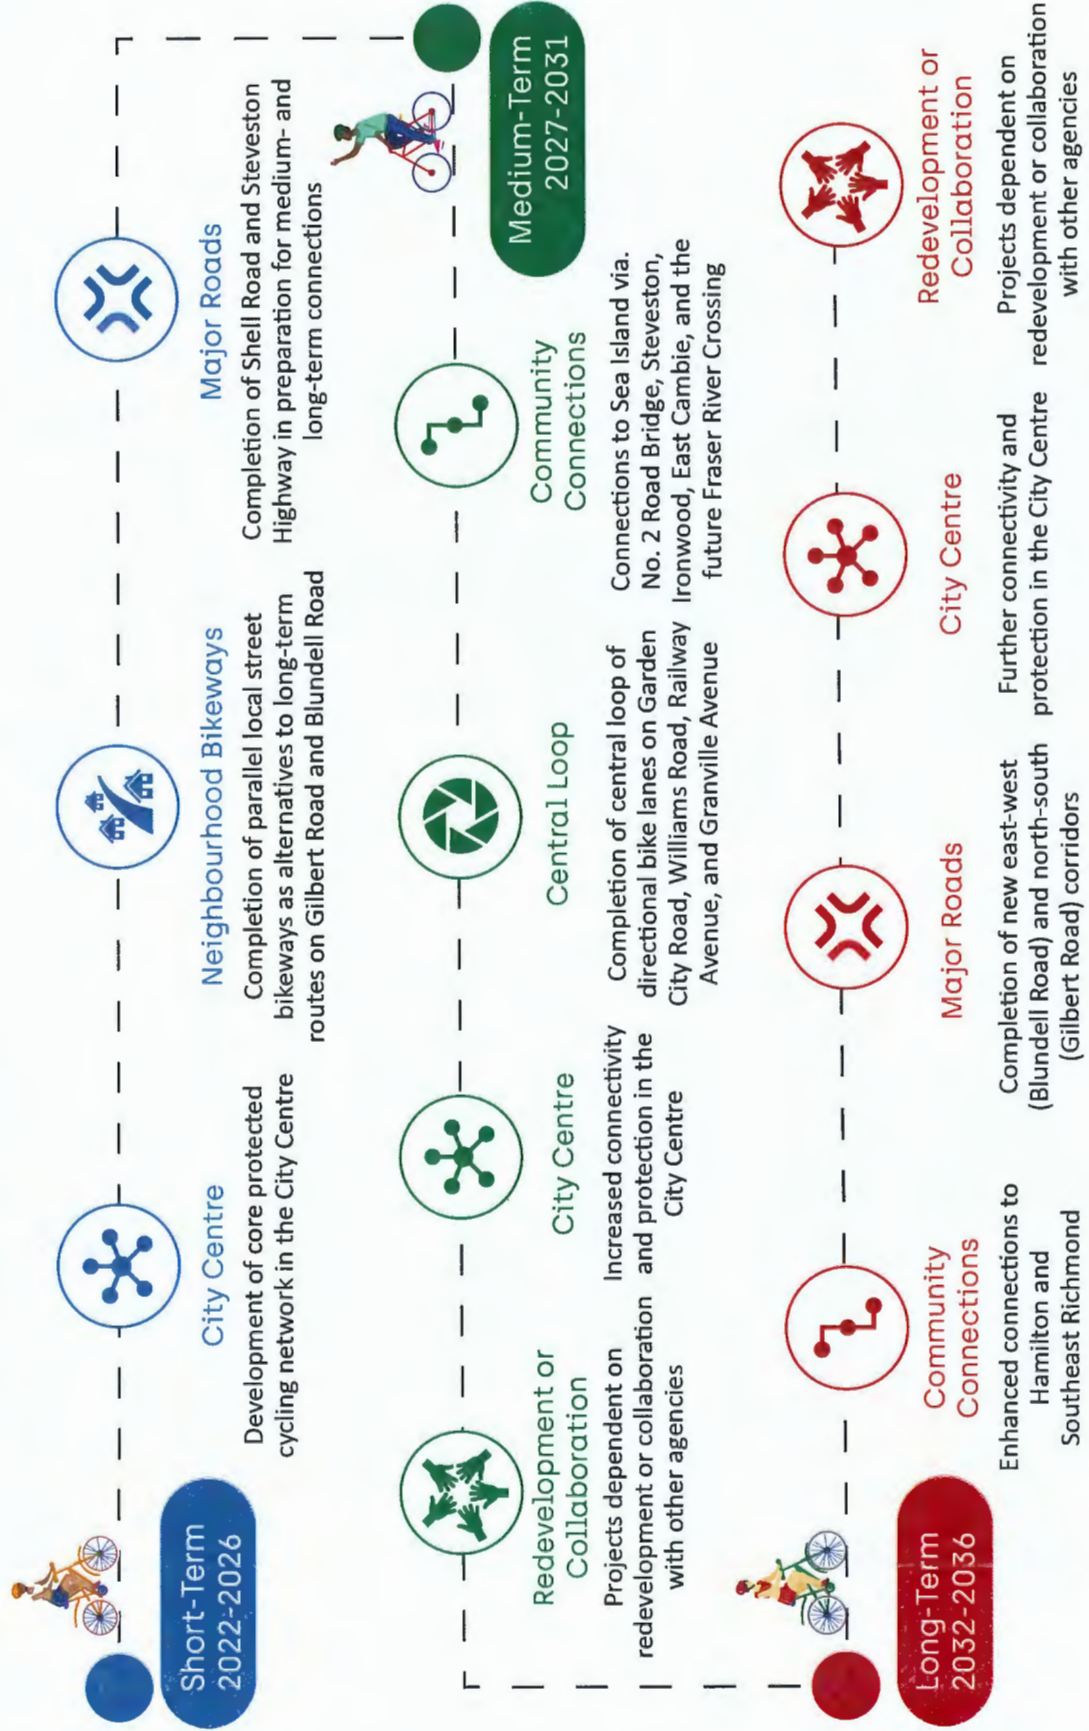 Short-Term
2022-2026
City Centre
Development of core protected
cycling network in the City Centre
Neighbourhood Bikeways
Completion of parallel local street
bikeways as alternatives to long-term
routes on Gilbert Road and Blundell Road
Major Roads
Completion of Shell Road and Steveston
Highway in preparation for medium- and
long-term connections
Medium-Term
2027-2031
Community
Connections
Connections to Sea Island via.
No. 2 Road Bridge, Steveston,
Ironwood, East Cambie, and the
future Fraser River Crossing
Central Loop
Completion of central loop of
directional bike lanes on Garden
City Road, Williams Road, Railway
Avenue, and Granville Avenue
City Centre
Increased connectivity
and protection in the
City Centre
Redevelopment or
Collaboration
Projects dependent on
redevelopment or collaboration
with other agencies
Long-Term
2032-2036
Community
Connections
Enhanced connections to
Hamilton and
Southeast Richmond
Major Roads
Completion of new east-west
(Blundell Road) and north-south
(Gilbert Road) corridors
City Centre
Further connectivity and
protection in the City Centre
Redevelopment or
Collaboration
Projects dependent on
redevelopment or collaboration
with other agencies